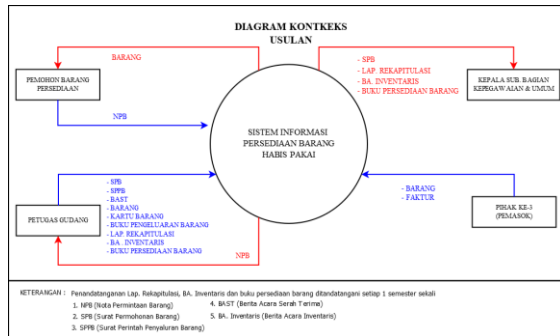 DIAGRAM KONTKEKS
USULAN
BARANG
- SPB
- LAP. REKAPITULASI
- BA. INVENTARIS
- BUKU PERSEDIAAN BARANG
PEMOHON BARANG
PERSEDIAAN
KEPALA SUB. BAGIAN
KEPEGAWAIAN & UMUM
NPB
SISTEM INFORMASI
PERSEDIAAN BARANG
HABIS PAKAI
PETUGAS GUDANG
- SPB
- SPPB
- BAST
- BARANG
- KARTU BARANG
- BUKU PENGELUARAN BARANG
- LAP. REKAPITULASI
- BA . INVENTARIS
- BUKU PERSEDIAAN BARANG
- BARANG
- FAKTUR
PIHAK KE-3
(PEMASOK)
NPB
KETERANGAN : Penandatanganan Lap. Rekapitulasi, BA. Inventaris dan buku persediaan barang ditandatangani setiap 1 semester sekali
1. NPB (Nota Permintaan Barang)
2. SPB (Surat Permohonan Barang)
3. SPPB (Surat Perintah Penyaluran Barang)
4. BAST (Berita Acara Serah Terima)
5. BA. Inventaris (Berita Acara Inventaris)